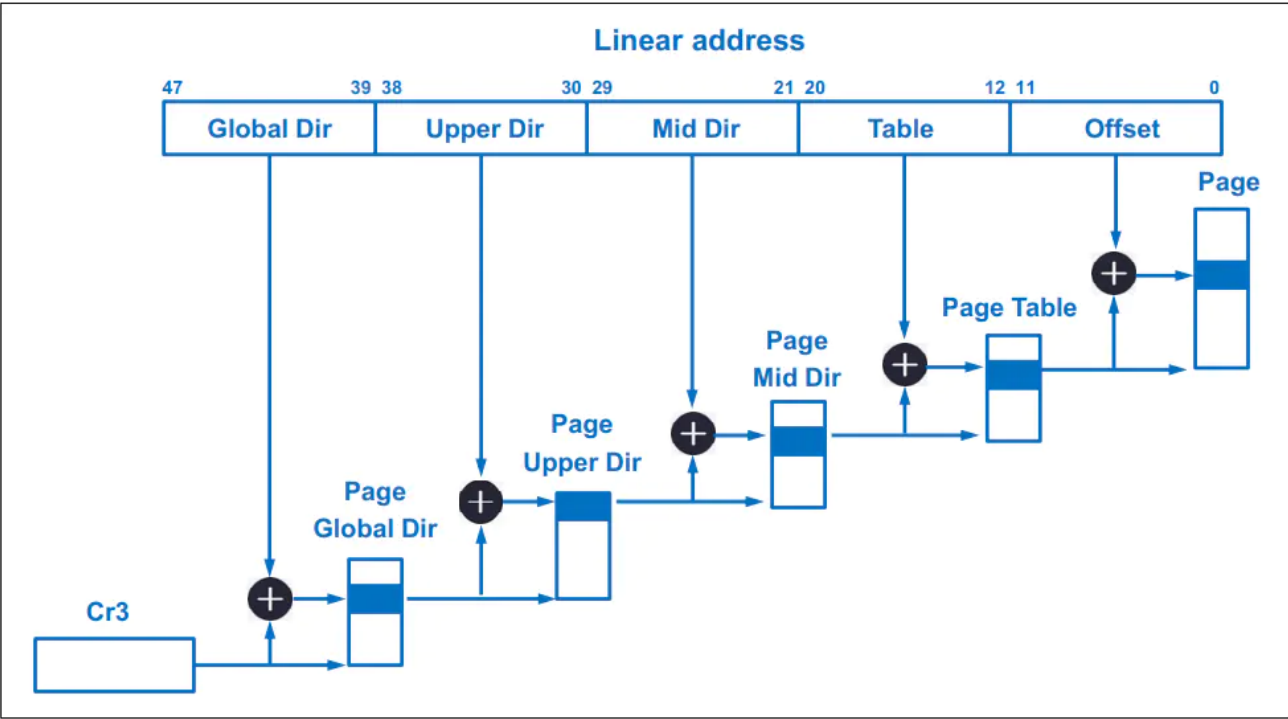 Linear address
47 39 38 30 29 21 20 12 11 0
Global Dir Upper Dir Mid Dir Table Offset
Page
Page Table
Page
Mid Dir
Page
Upper Dir
Page
Global Dir
Cr3